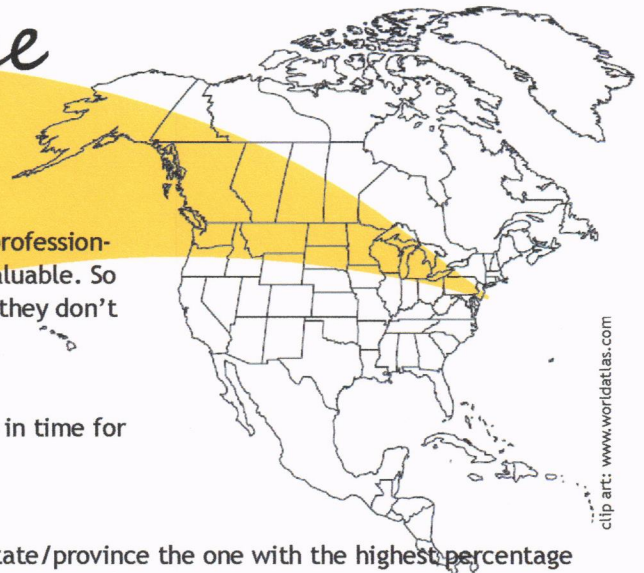 e
profession-
aluable. So
they don't
in time for
tate/province the one with the highest percentage
clip art: www.worldatlas.com